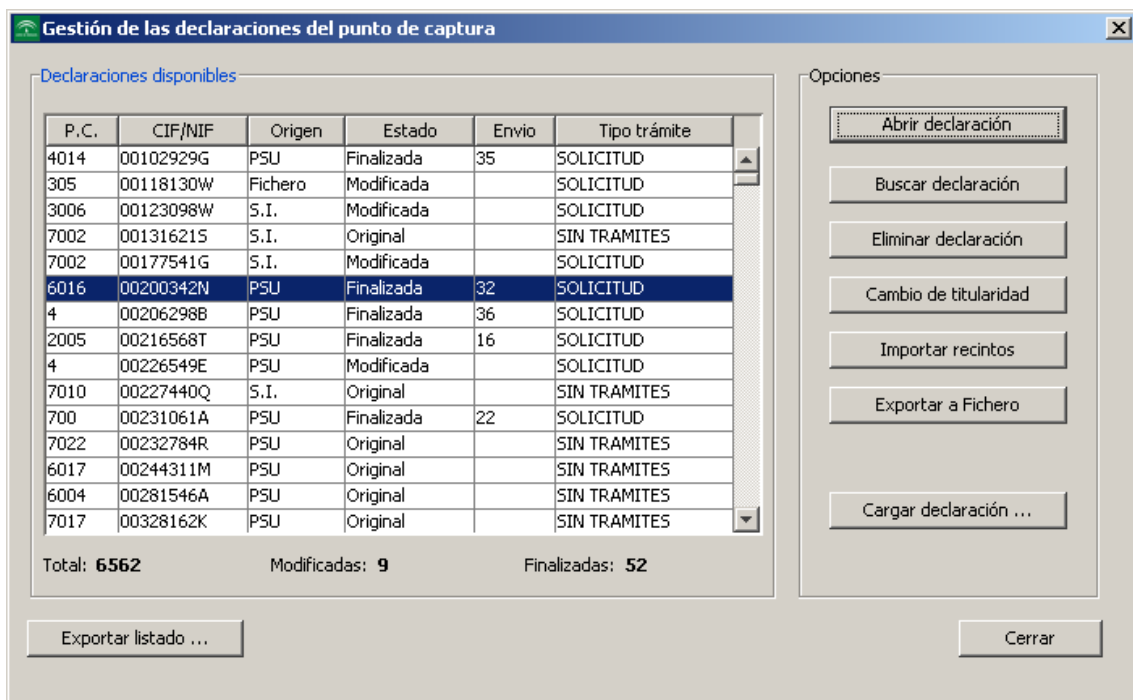 Gestión de las declaraciones del punto de captura
Declaraciones disponibles
P.C. CIF/NIF Origen Estado Envio Tipo trámite
4014 00102929G PSU Finalizada 35 SOLICITUD
305 00118130W Fichero Modificada SOLICITUD
3006 00123098W S.I. Modificada SOLICITUD
7002 00131621S S.I. Original SIN TRAMITES
7002 00177541G S.I. Modificada SOLICITUD
6016 00200342N PSU Finalizada 32 SOLICITUD
4 00206298B PSU Finalizada 36 SOLICITUD
2005 00216568T PSU Finalizada 16 SOLICITUD
4 00226549E PSU Modificada SOLICITUD
7010 00227440Q S.I. Original SIN TRAMITES
700 00231061A PSU Finalizada 22 SOLICITUD
7022 00232784R PSU Original SIN TRAMITES
6017 00244311M PSU Original SIN TRAMITES
6004 00281546A PSU Original SIN TRAMITES
7017 00328162K PSU Original SIN TRAMITES
Total: 6562 Modificadas: 9 Finalizadas: 52
Opciones
Abrir declaración
Buscar declaración
Eliminar declaración
Cambio de titularidad
Importar recintos
Exportar a Fichero
Cargar declaración ...
Exportar listado ...
Cerrar